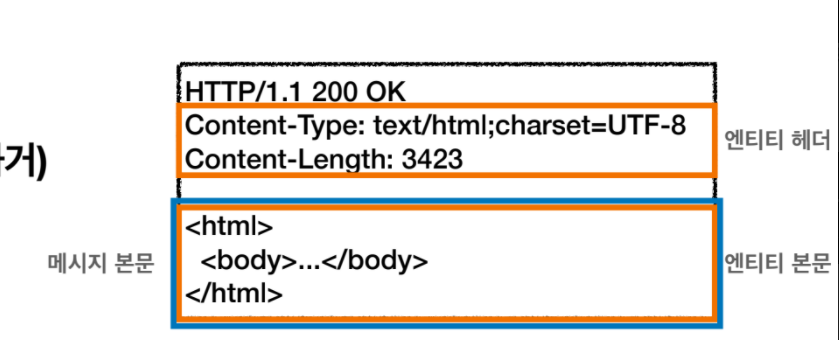 HTTP/1.1 200 OK
Content-Type: text/html;charset=UTF-8
엔티티 헤더
거)
Content-Length: 3423
<html>
메시지 본문
<body>...</body>
엔티티 본문
</html>